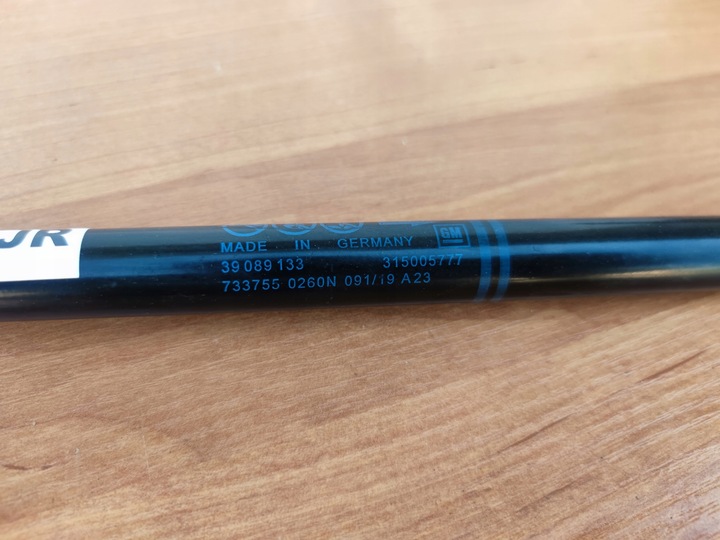 JR
MADE IN GERMANY GM
39 089 133 315005777
733755 0260N 091/19 A23